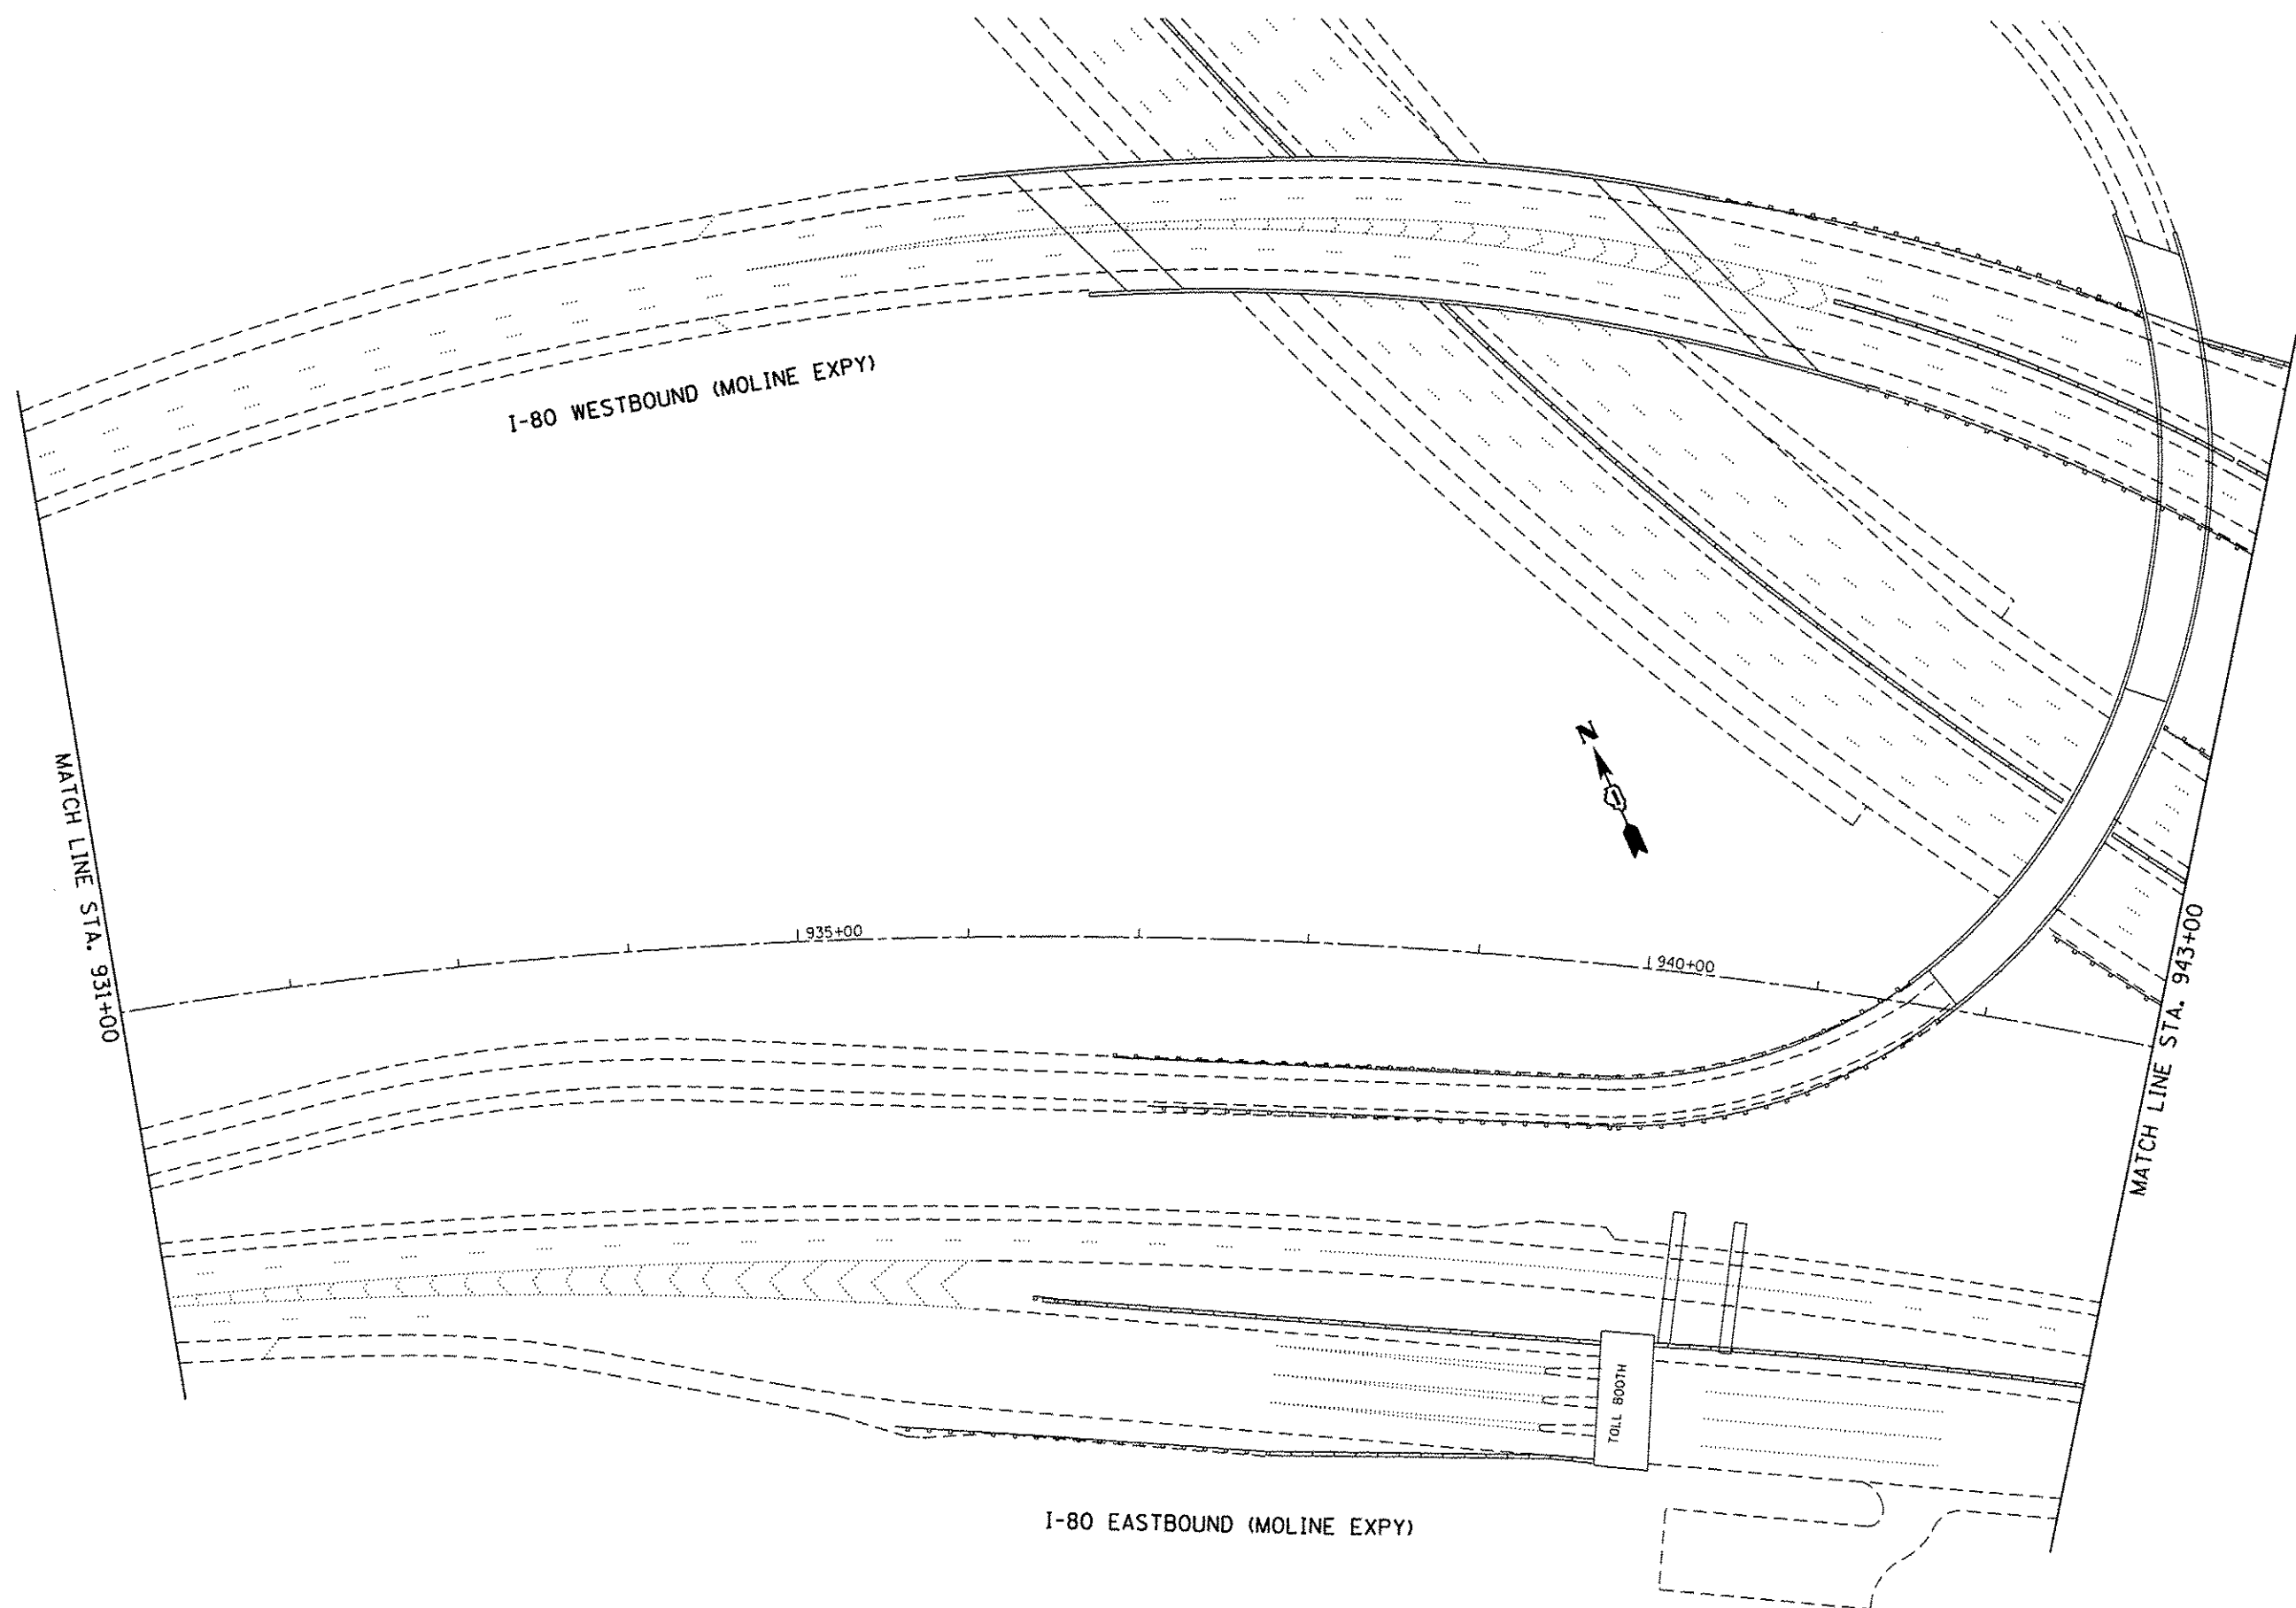 I-80 WESTBOUND (MOLINE EXPY)
N
MATCH LINE STA. 931+00
935+00
940+00
MATCH LINE STA. 943+00
TOLL BOOTH
I-80 EASTBOUND (MOLINE EXPY)